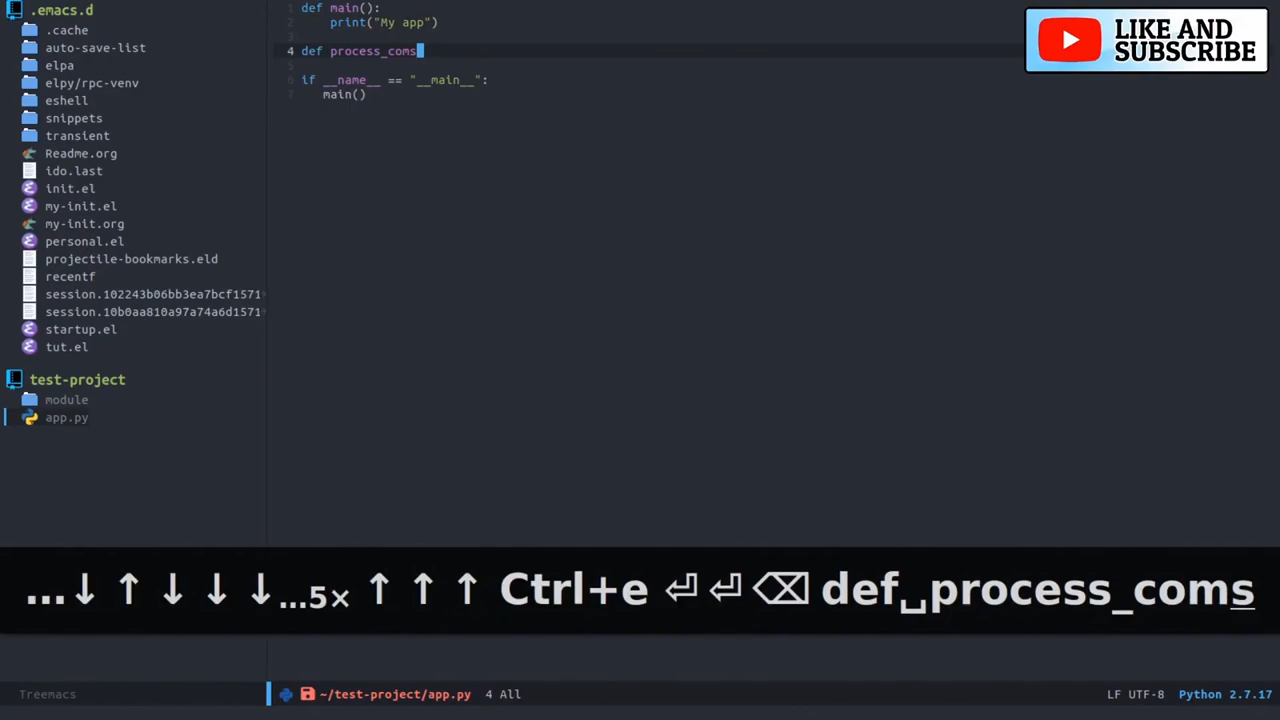 .emacs.d
.cache
auto-save-list
elpa
elpy/rpc-venv
eshell
snippets
transient
Readme.org
ido.last
init.el
my-init.el
my-init.org
personal.el
projectile-bookmarks.eld
recentf
session.102243b06bb3ea7bcf1571
session.10b0aa810a97a74a6d1571
startup.el
tut.el
test-project
module
app.py
1 def main():
2 print("My app")
3
4 def process_coms
5
6 if __name__ == "__main__":
7 main()
LIKE AND
SUBSCRIBE
...↓ ↑ ↓ ↓ ↓...5× ↑ ↑ ↑ Ctrl+e ⏎ ⏎ ⌫ def␣process_coms
Treemacs
~/test-project/app.py 4 All
LF UTF-8 Python 2.7.17